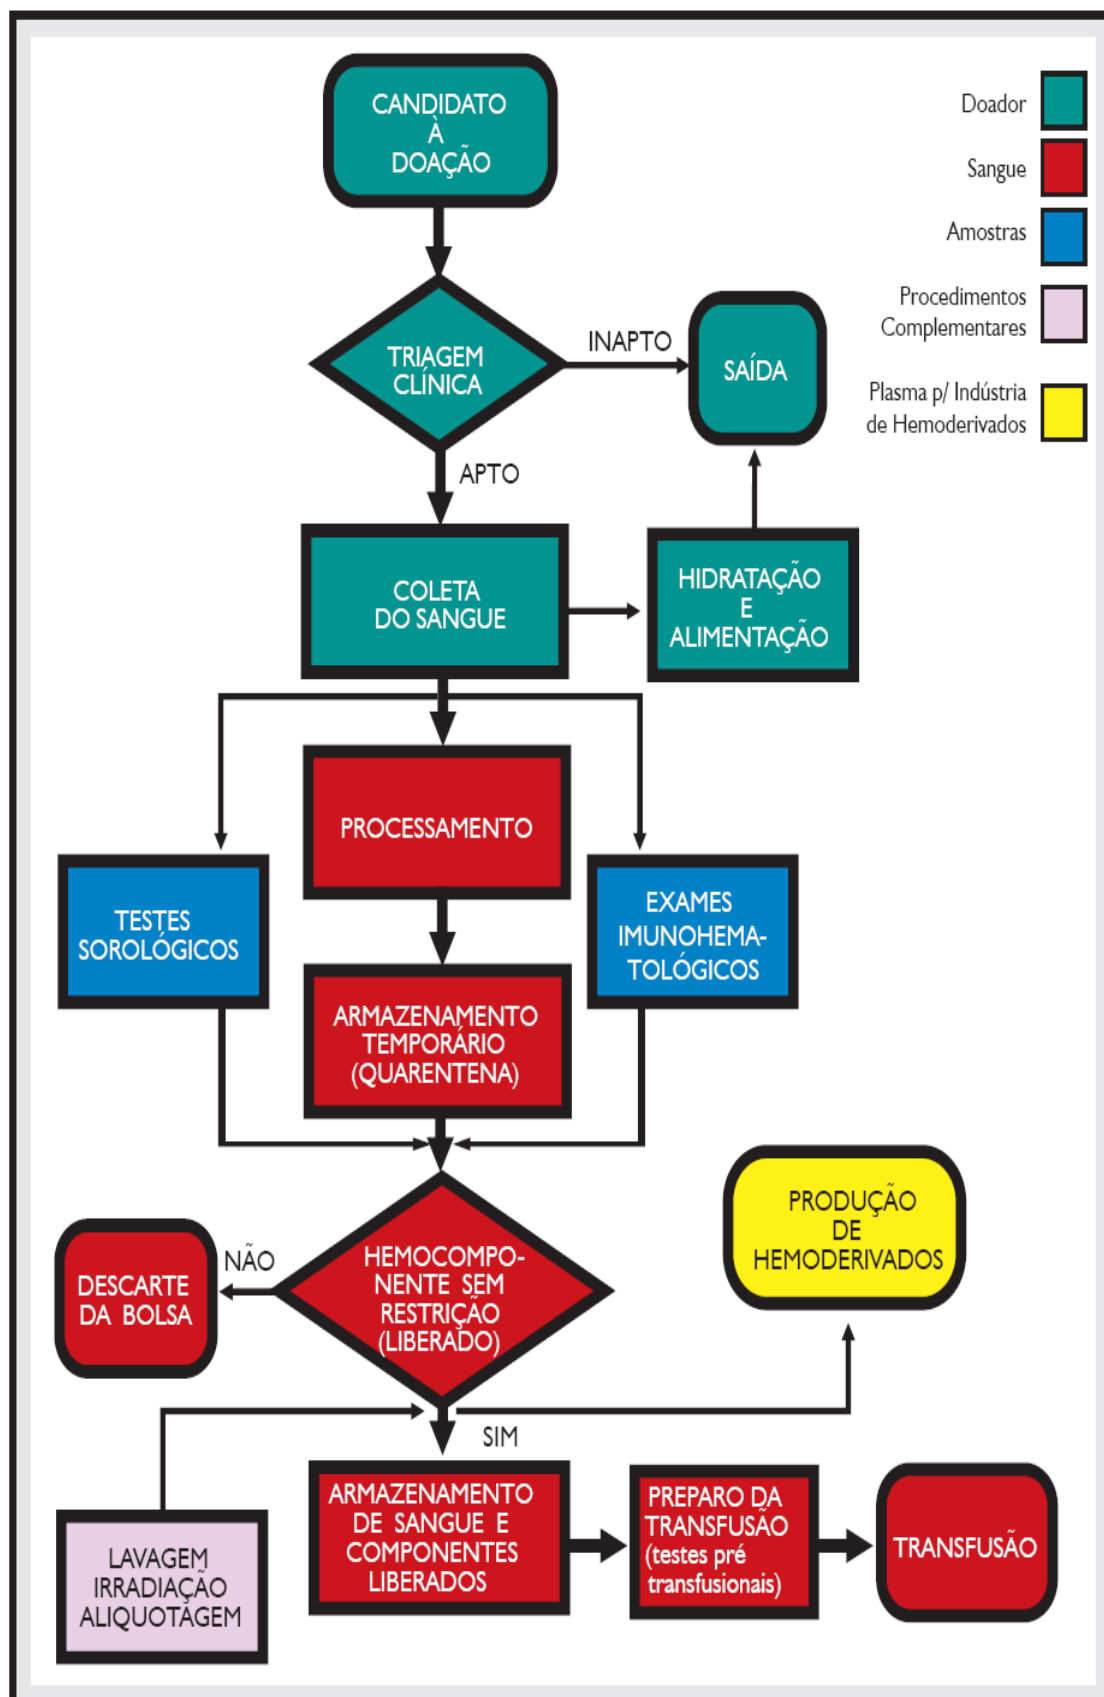 CANDIDATO
À
DOAÇÃO
Doador
Sangue
Amostras
Procedimentos
Complementares
Plasma p/ Indústria
de Hemoderivados
TRIAGEM
CLÍNICA
INAPTO
SAÍDA
APTO
COLETA
DO SANGUE
HIDRATAÇÃO
E
ALIMENTAÇÃO
PROCESSAMENTO
TESTES
SOROLÓGICOS
EXAMES
IMUNOHEMA-
TOLÓGICOS
ARMAZENAMENTO
TEMPORÁRIO
(QUARENTENA)
HEMOCOMPO-
NENTE SEM
RESTRIÇÃO
(LIBERADO)
NÃO
DESCARTE
DA BOLSA
PRODUÇÃO
DE
HEMODERIVADOS
SIM
LAVAGEM
IRRADIAÇÃO
ALIQUOTAGEM
ARMAZENAMENTO
DE SANGUE E
COMPONENTES
LIBERADOS
PREPARO DA
TRANSFUSÃO
(testes pré
transfusionais)
TRANSFUSÃO